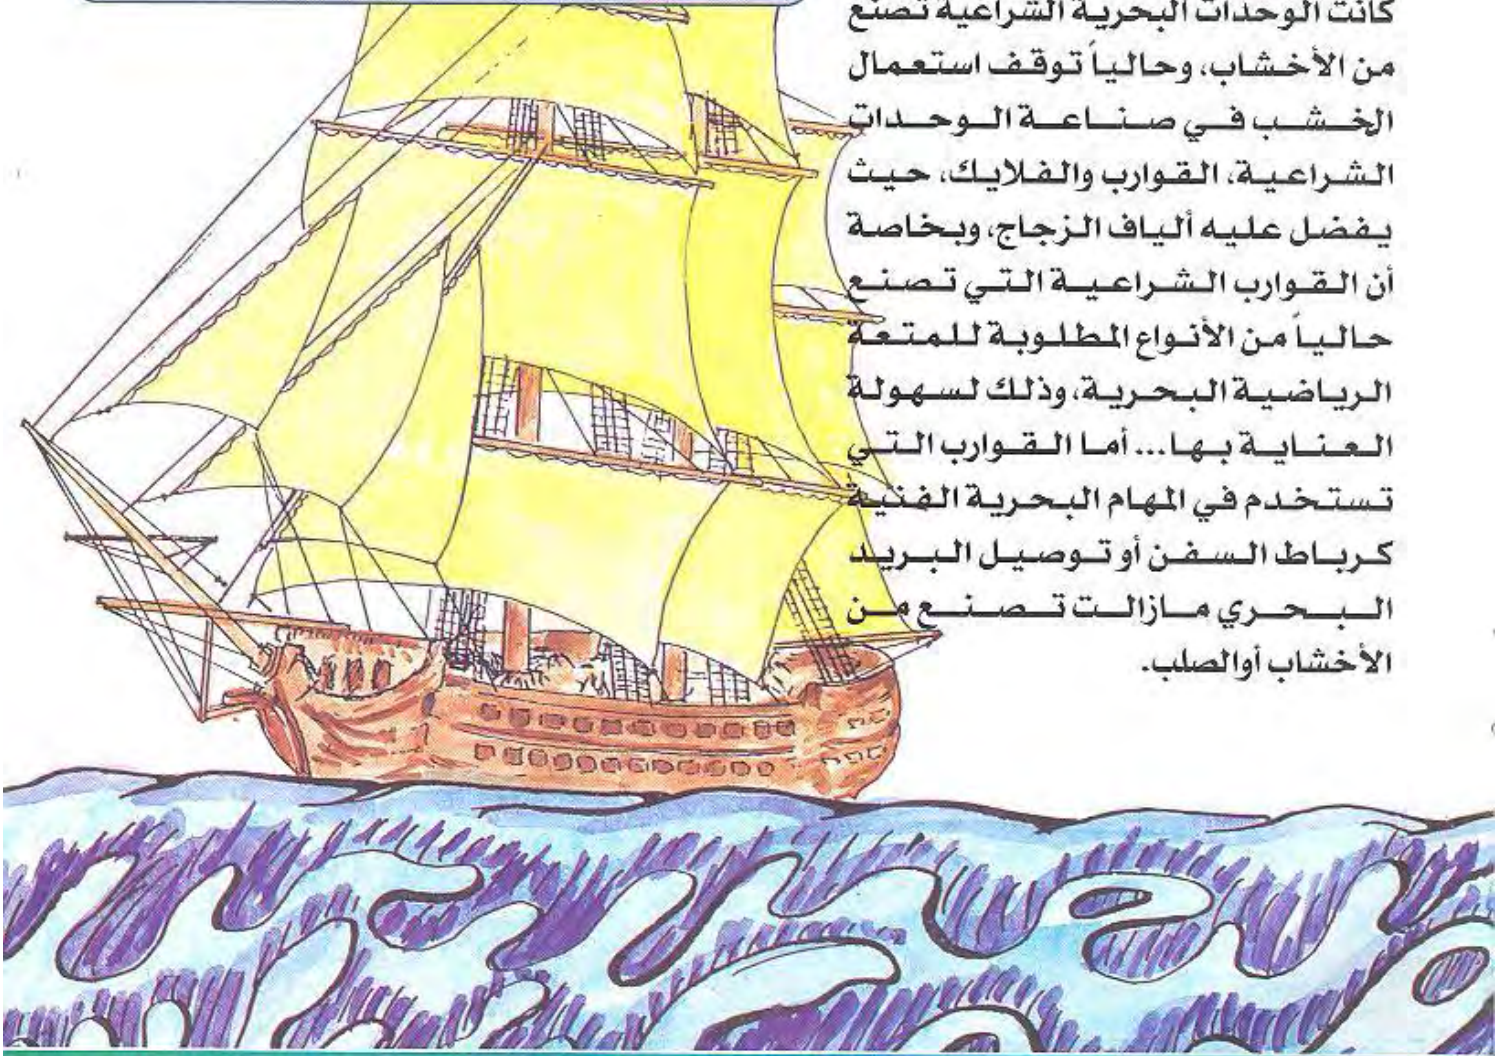 كانت الوحدات البحرية الشراعية تصنع
من الأخشاب، وحالياً توقف استعمال
الخشب في صناعة الوحدات
الشراعية، القوارب والفلايك، حيث
يفضل عليه ألياف الزجاج، وبخاصة
أن القوارب الشراعية التي تصنع
حالياً من الأنواع المطلوبة للمتعة
الرياضية البحرية، وذلك لسهولة
العناية بها... أما القوارب التي
تستخدم في المهام البحرية الفنية
كرباط السفن أو توصيل البريد
البحري مازالت تصنع من
الأخشاب أوالصلب.